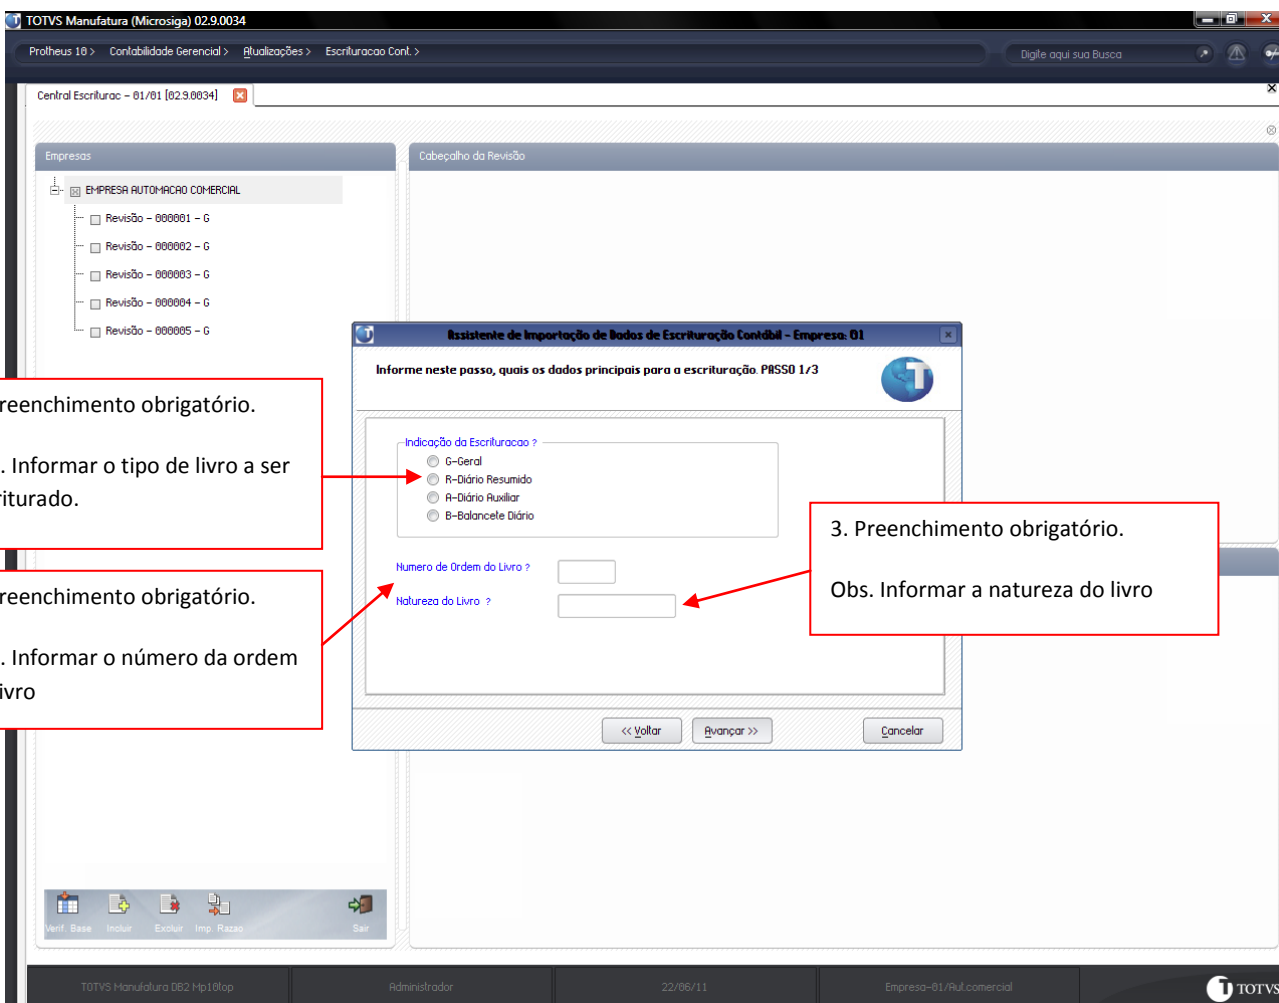 TOTVS Manufatura (Microsiga) 02.9.0034
Protheus 10 > Contabilidade Gerencial > Atualizações > Escrituracao Cont. >
Digite aqui sua Busca
Central Escriturac - 01/01 [02.9.0034]
Empresas
EMPRESA AUTOMACAO COMERCIAL
Revisão - 000001 - G
Revisão - 000002 - G
Revisão - 000003 - G
Revisão - 000004 - G
Revisão - 000005 - G
Cabeçalho da Revisão
Assistente de Importação de Dados de Escrituração Contábil - Empresa: 01
Informe neste passo, quais os dados principais para a escrituração. PASSO 1/3
Indicação da Escrituracao ?
G-Geral
R-Diário Resumido
A-Diário Auxiliar
B-Balancete Diário
Numero de Ordem do Livro ?
Natureza do Livro ?
<< Voltar
Avançar >>
Cancelar
reenchimento obrigatório.
. Informar o tipo de livro a ser
riturado.
reenchimento obrigatório.
. Informar o número da ordem
ivro
3. Preenchimento obrigatório.
Obs. Informar a natureza do livro
Verif. Base
Incluir
Excluir
Imp. Razao
Sair
TOTVS Manufatura DB2 Mp10top
Administrador
22/06/11
Empresa-01/Aut.comercial
TOTVS